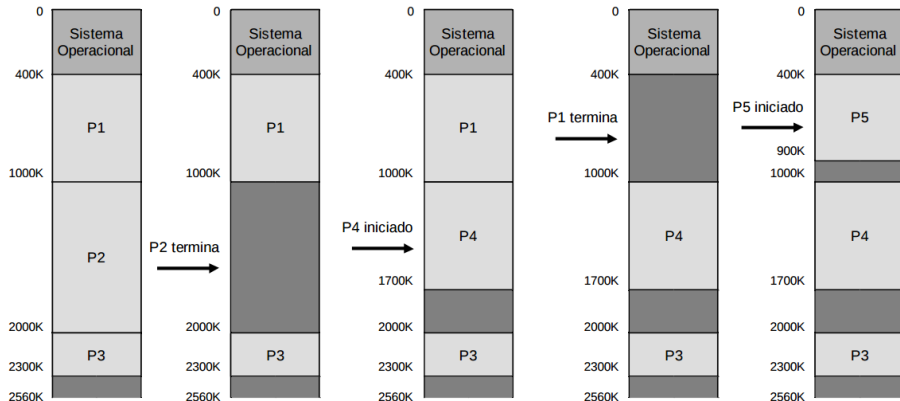 0
Sistema
Operacional
400K
P1
1000K
P2
2000K
P3
2300K
2560K
P2 termina
0
Sistema
Operacional
400K
P1
1000K
2000K
P3
2300K
2560K
P4 iniciado
0
Sistema
Operacional
400K
P1
1000K
P4
1700K
2000K
P3
2300K
2560K
P1 termina
0
Sistema
Operacional
400K
1000K
P4
1700K
2000K
P3
2300K
2560K
P5 iniciado
0
Sistema
Operacional
400K
P5
900K
1000K
P4
1700K
2000K
P3
2300K
2560K